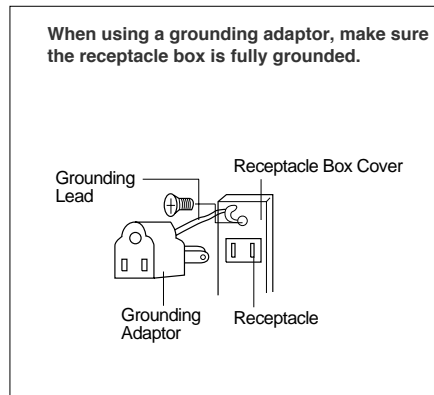 When using a grounding adaptor, make sure
the receptacle box is fully grounded.
Receptacle Box Cover
Grounding
Lead
Grounding
Adaptor
Receptacle